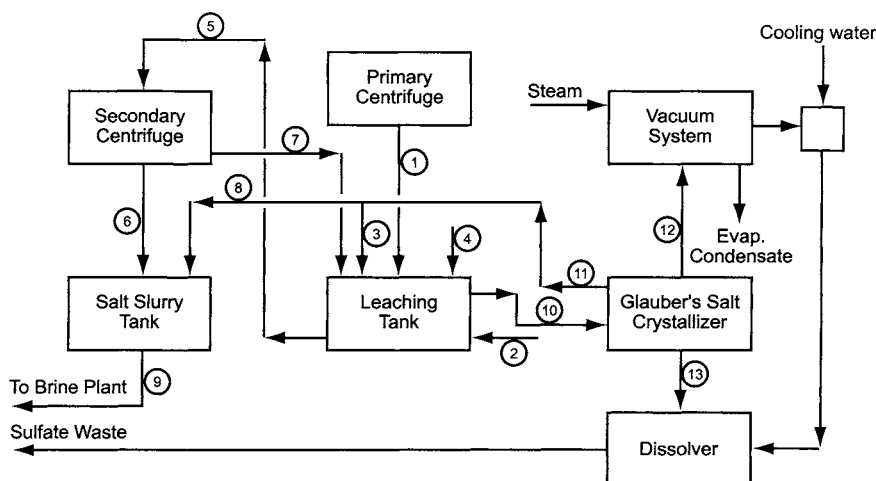 5
Cooling water
Primary
Centrifuge
Steam
Vacuum
System
Secondary
Centrifuge
7
1
8
6
3
4
12
Evap.
Condensate
11
Salt Slurry
Tank
Leaching
Tank
10
Glauber's Salt
Crystallizer
2
9
13
To Brine Plant
Sulfate Waste
Dissolver